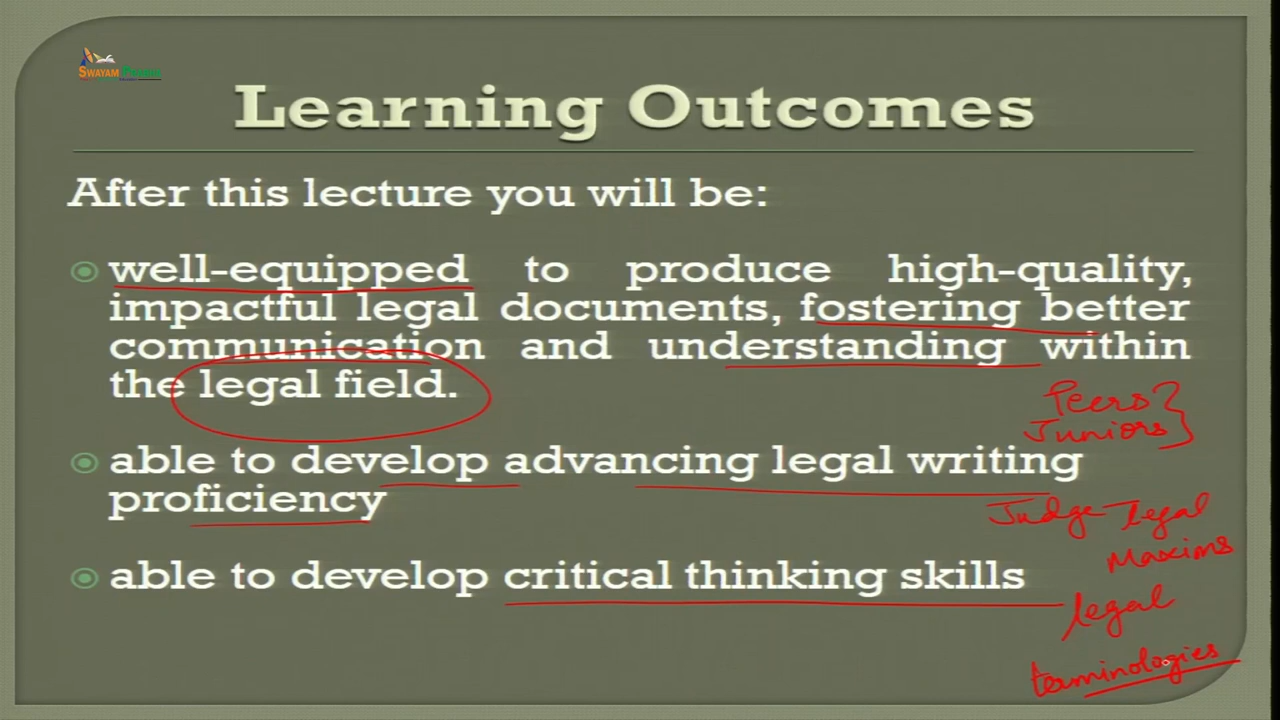 SWAYAM PRABHA
Learning Outcomes
After this lecture you will be:
well-equipped to produce high-quality,
impactful legal documents, fostering better
communication and understanding within
the legal field.
Peers
Juniors
able to develop advancing legal writing
proficiency
Judge - legal
Maxims
able to develop critical thinking skills
legal
terminologies